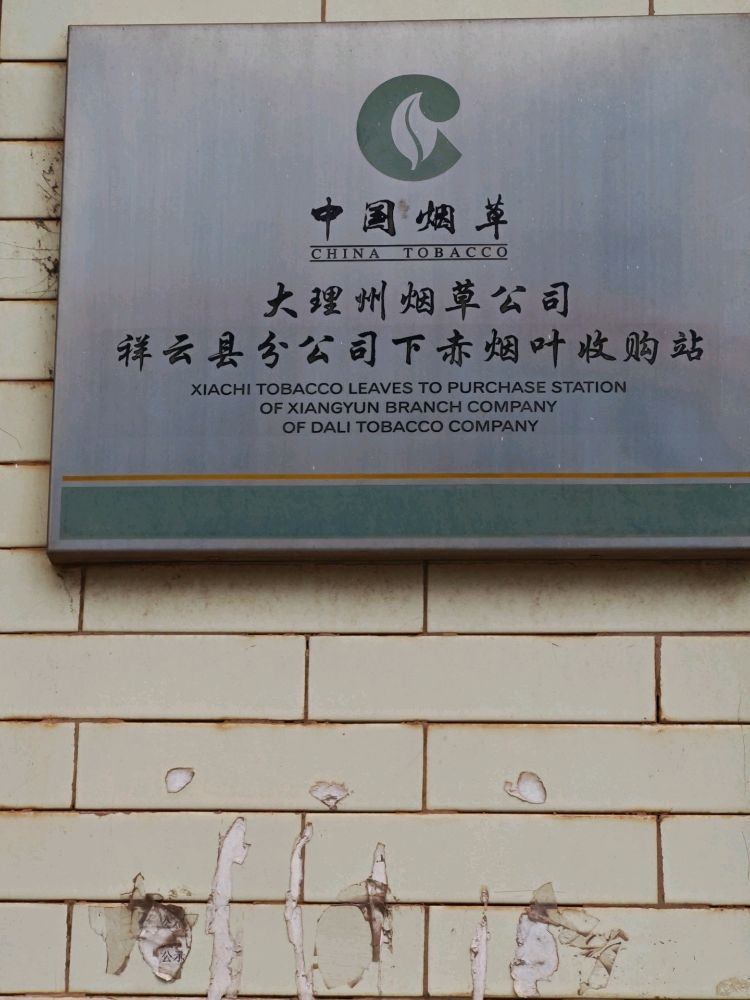 中国烟草
CHINA TOBACCO
大理州烟草公司
祥云县分公司下赤烟叶收购站
XIACHI TOBACCO LEAVES TO PURCHASE STATION
OF XIANGYUN BRANCH COMPANY
OF DALI TOBACCO COMPANY